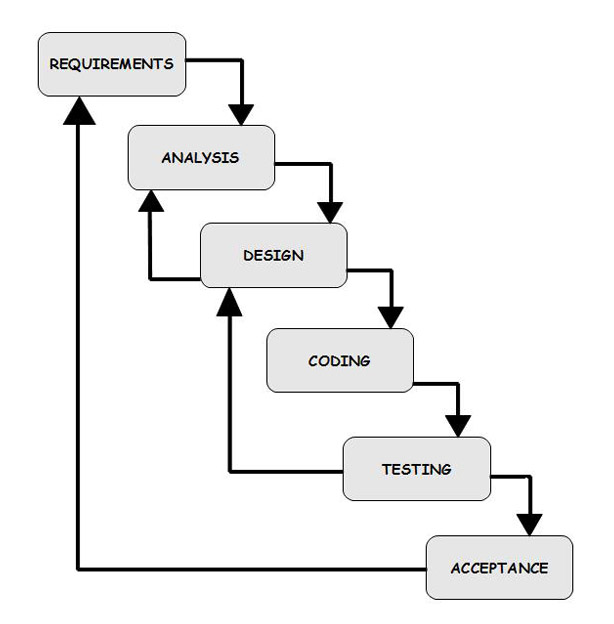 REQUIREMENTS
ANALYSIS
DESIGN
CODING
TESTING
ACCEPTANCE